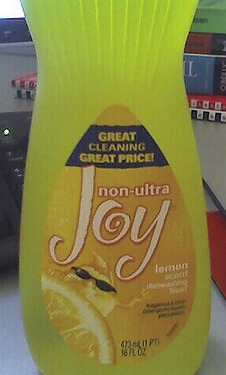 GREAT
CLEANING
GREAT PRICE!
non-ultra
Joy
lemon
scent
dishwashing
liquid
473 mL (1 PT)
16 FL OZ